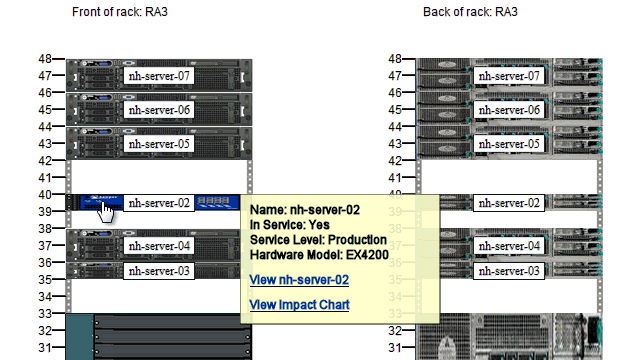 Front of rack: RA3
Back of rack: RA3
48
47
46
45
44
43
42
41
40
39
38
37
36
35
34
33
32
31
nh-server-07
nh-server-06
nh-server-05
nh-server-02
nh-server-04
nh-server-03
Name: nh-server-02
In Service: Yes
Service Level: Production
Hardware Model: EX4200
View nh-server-02
View Impact Chart
48
47
46
45
44
43
42
41
40
39
38
37
36
35
34
33
32
31
nh-server-07
nh-server-06
nh-server-05
nh-server-02
nh-server-04
nh-server-03